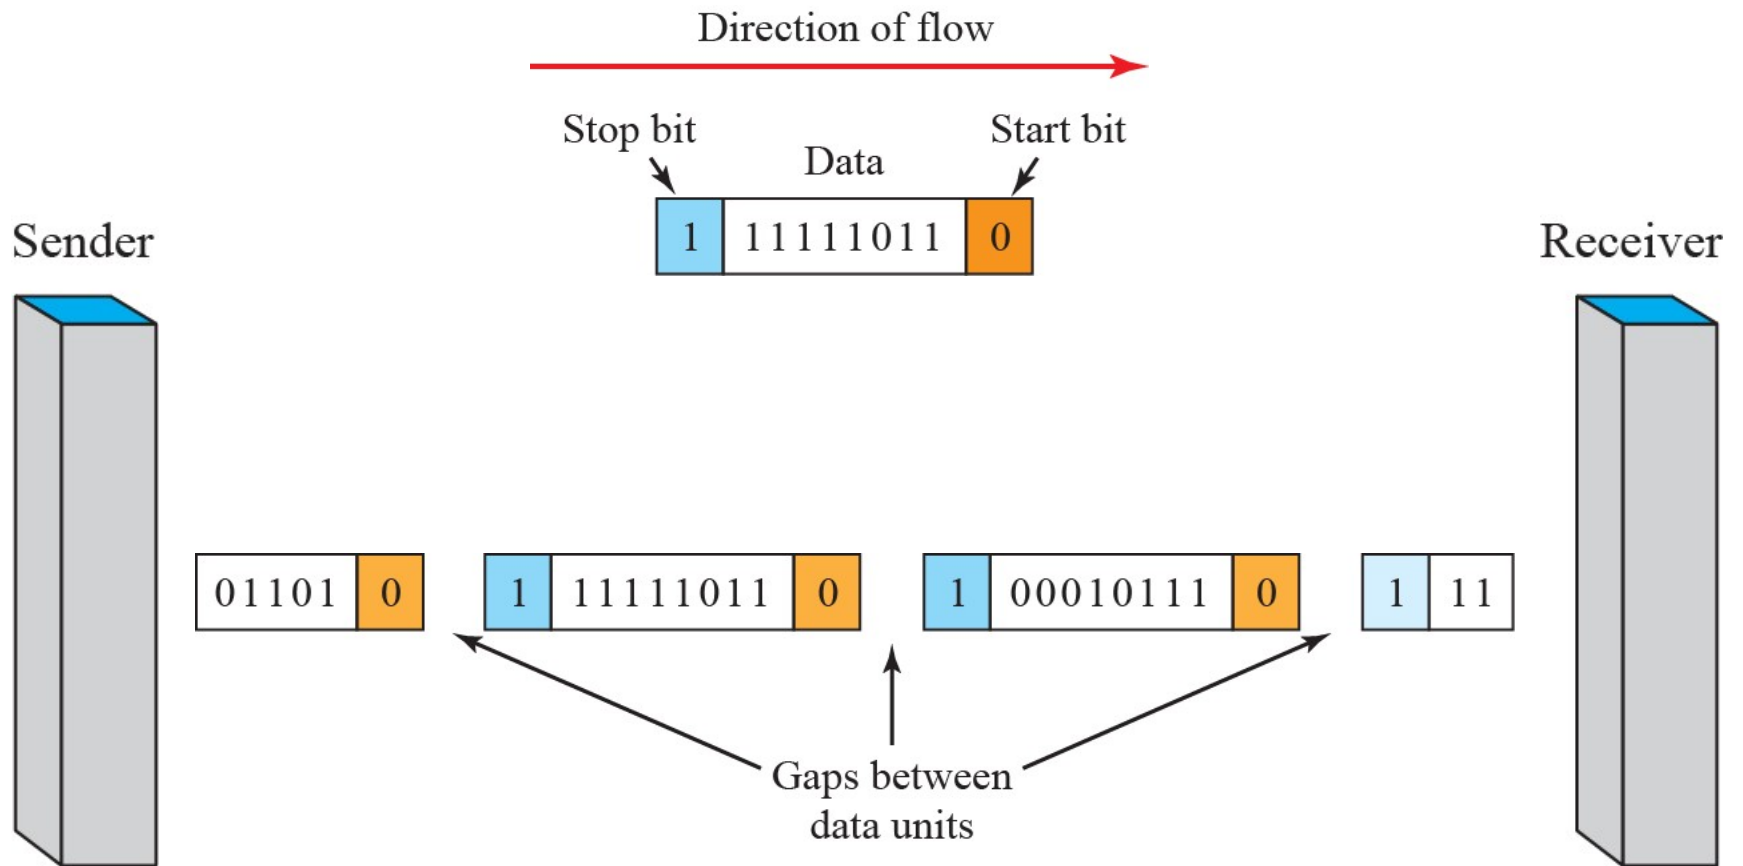 Direction of flow
Stop bit
Start bit
Data
1 11111011 0
Sender
Receiver
01101 0 1 11111011 0 1 00010111 0 1 11
Gaps between
data units